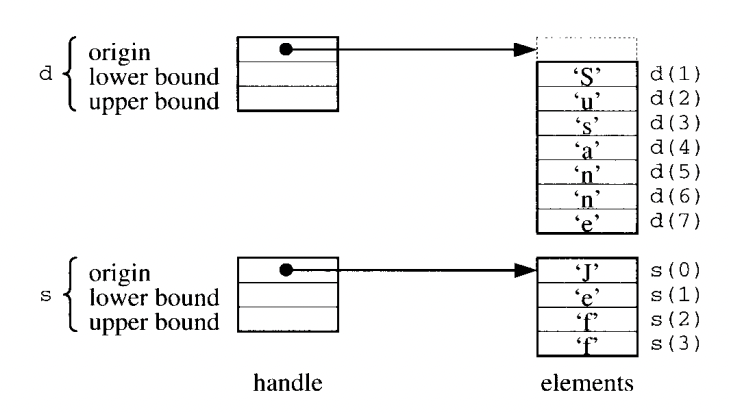 origin
d { lower bound
upper bound
‘S’ d(1)
‘u’ d(2)
‘s’ d(3)
‘a’ d(4)
‘n’ d(5)
‘n’ d(6)
‘e’ d(7)
origin
s { lower bound
upper bound
‘J’ s(0)
‘e’ s(1)
‘f’ s(2)
‘f’ s(3)
handle elements